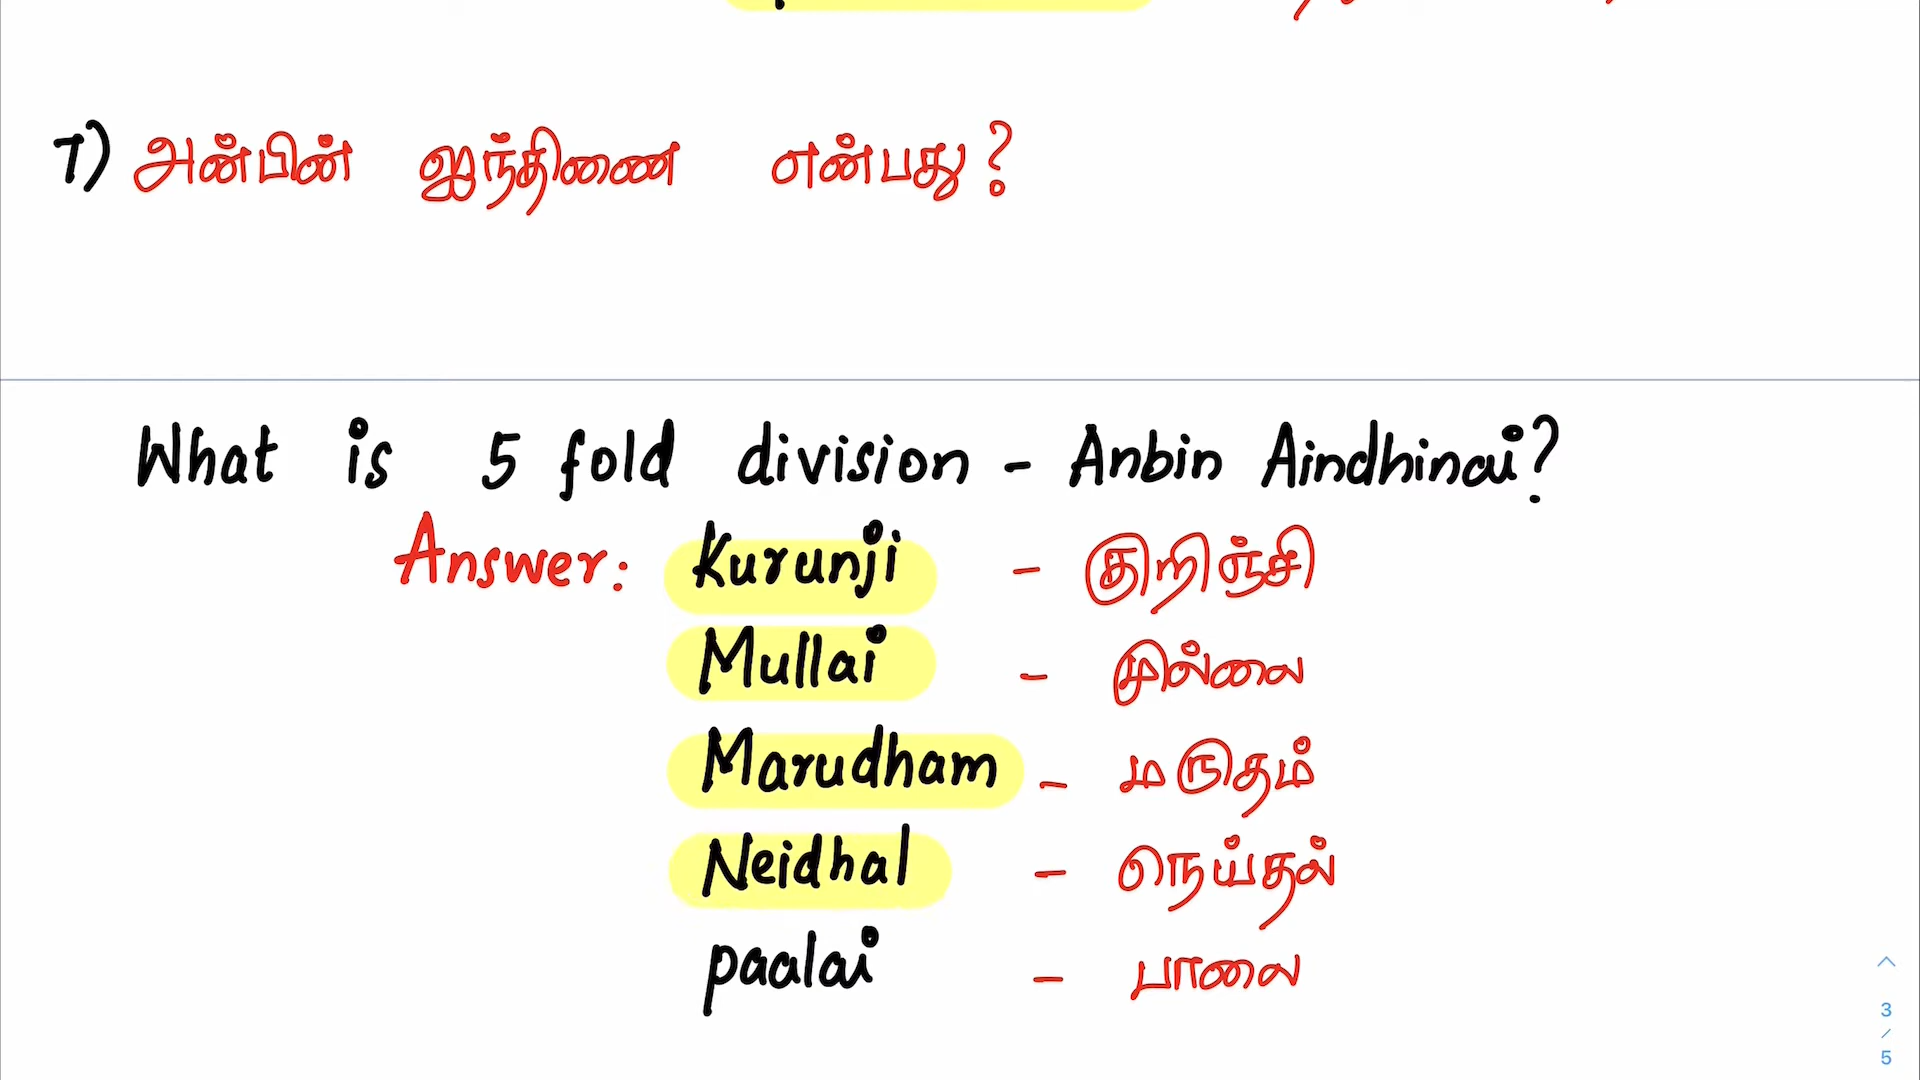 7) அன்பின் ஐந்திணை என்பது?
What is 5 fold division - Anbin Aindhinai?
Answer: Kurunji - குறிஞ்சி
Mullai - முல்லை
Marudham - மருதம்
Neidhal - நெய்தல்
paalai - பாலை
3
/
5